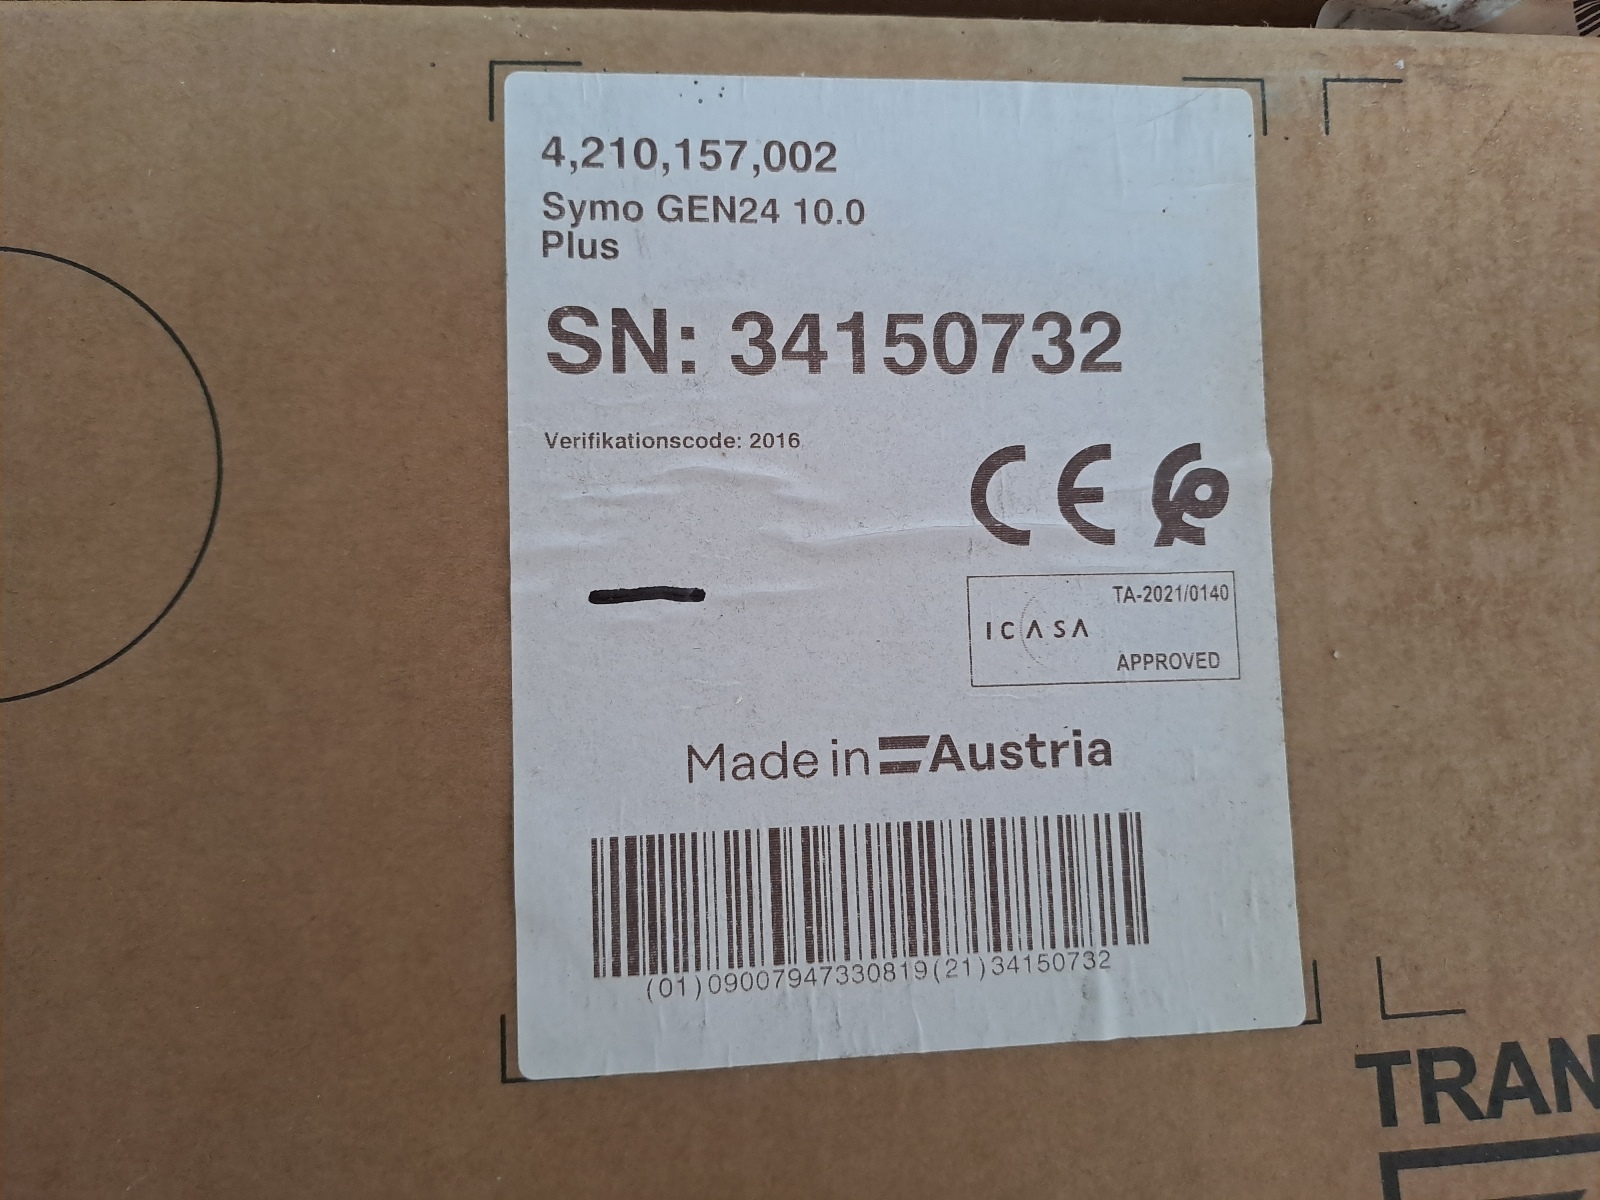 4,210,157,002
Symo GEN24 10.0
Plus
SN: 34150732
Verifikationscode: 2016
CE
TA-2021/0140
ICASA
APPROVED
Made in Austria
(01)09007947330819(21)34150732
TRAN